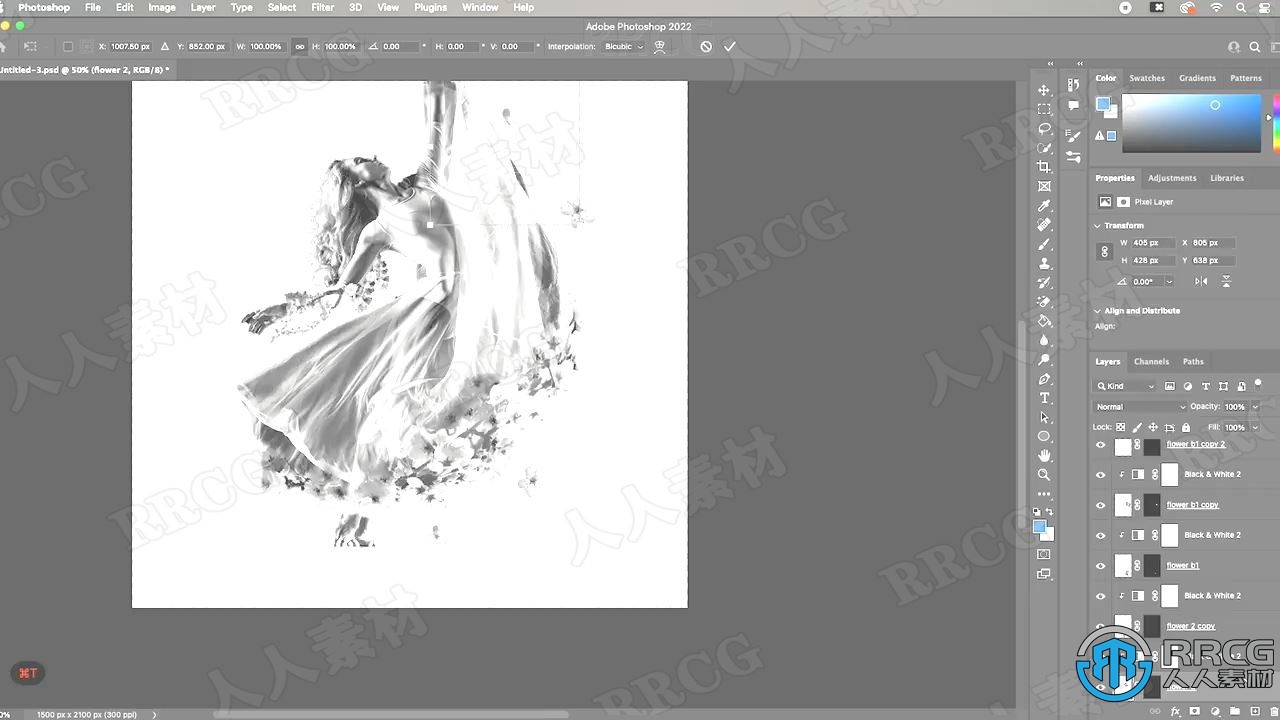 Photoshop File Edit Image Layer Type Select Filter 3D View Plugins Window Help
Adobe Photoshop 2022
X: 1007.50 px Y: 852.00 px W: 100.00% H: 100.00% 0.00 ° H: 0.00 ° V: 0.00 ° Interpolation: Bicubic
Untitled-3.psd @ 50% (flower 2, RGB/8) *
Color Swatches Gradients Patterns
Properties Adjustments Libraries
Pixel Layer
Transform
W 405 px X 805 px
H 428 px Y 638 px
0.00°
Align and Distribute
Align:
Layers Channels Paths
Kind
Normal Opacity: 100%
Lock: Fill: 100%
flower b1 copy 2
Black & White 2
flower b1 copy
Black & White 2
flower b1
Black & White 2
flower 2 copy
⌘T
0% 1500 px x 2100 px (300 ppi)
RRCG
人人素材